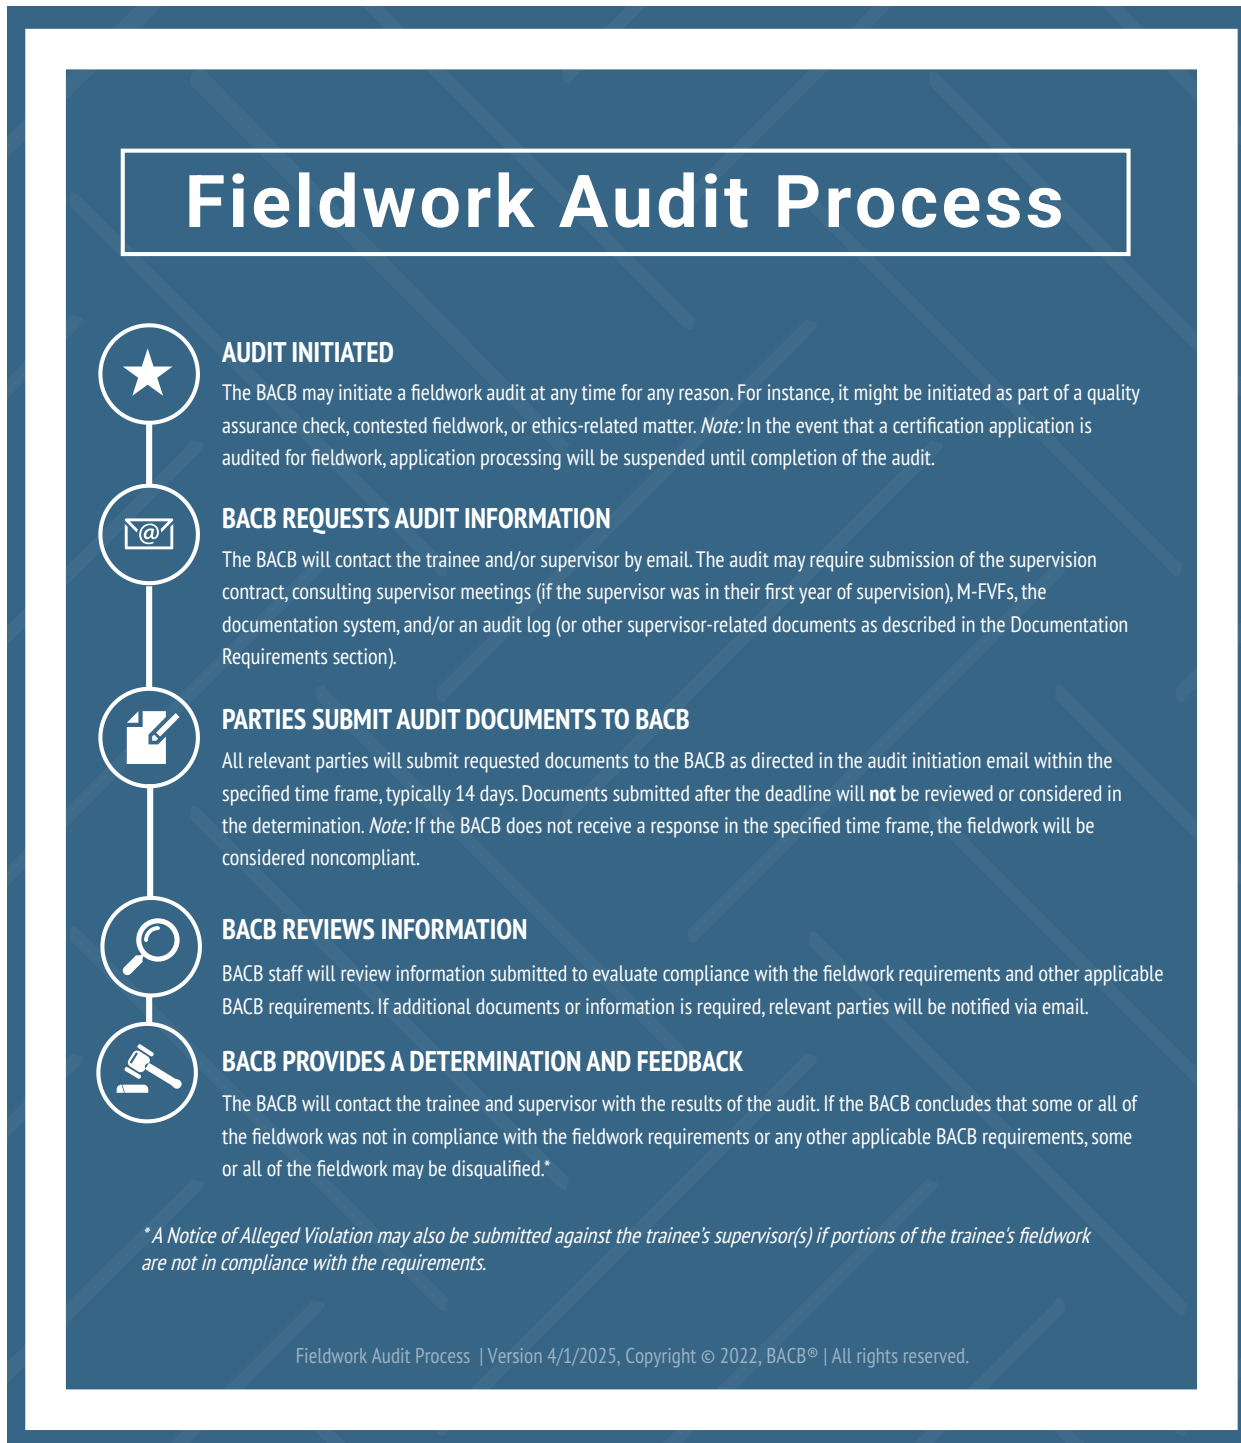 Fieldwork Audit Process
AUDIT INITIATED
The BACB may initiate a fieldwork audit at any time for any reason. For instance, it might be initiated as part of a quality
assurance check, contested fieldwork, or ethics-related matter. Note: In the event that a certification application is
audited for fieldwork, application processing will be suspended until completion of the audit.
@
BACB REQUESTS AUDIT INFORMATION
The BACB will contact the trainee and/or supervisor by email. The audit may require submission of the supervision
contract, consulting supervisor meetings (if the supervisor was in their first year of supervision), M-FVFs, the
documentation system, and/or an audit log (or other supervisor-related documents as described in the Documentation
Requirements section).
PARTIES SUBMIT AUDIT DOCUMENTS TO BACB
All relevant parties will submit requested documents to the BACB as directed in the audit initiation email within the
specified time frame, typically 14 days. Documents submitted after the deadline will not be reviewed or considered in
the determination. Note: If the BACB does not receive a response in the specified time frame, the fieldwork will be
considered noncompliant.
BACB REVIEWS INFORMATION
BACB staff will review information submitted to evaluate compliance with the fieldwork requirements and other applicable
BACB requirements. If additional documents or information is required, relevant parties will be notified via email.
BACB PROVIDES A DETERMINATION AND FEEDBACK
The BACB will contact the trainee and supervisor with the results of the audit. If the BACB concludes that some or all of
the fieldwork was not in compliance with the fieldwork requirements or any other applicable BACB requirements, some
or all of the fieldwork may be disqualified.*
* A Notice of Alleged Violation may also be submitted against the trainee’s supervisor(s) if portions of the trainee's fieldwork
are not in compliance with the requirements.
Fieldwork Audit Process | Version 4/1/2025, Copyright © 2022, BACB® | All rights reserved.